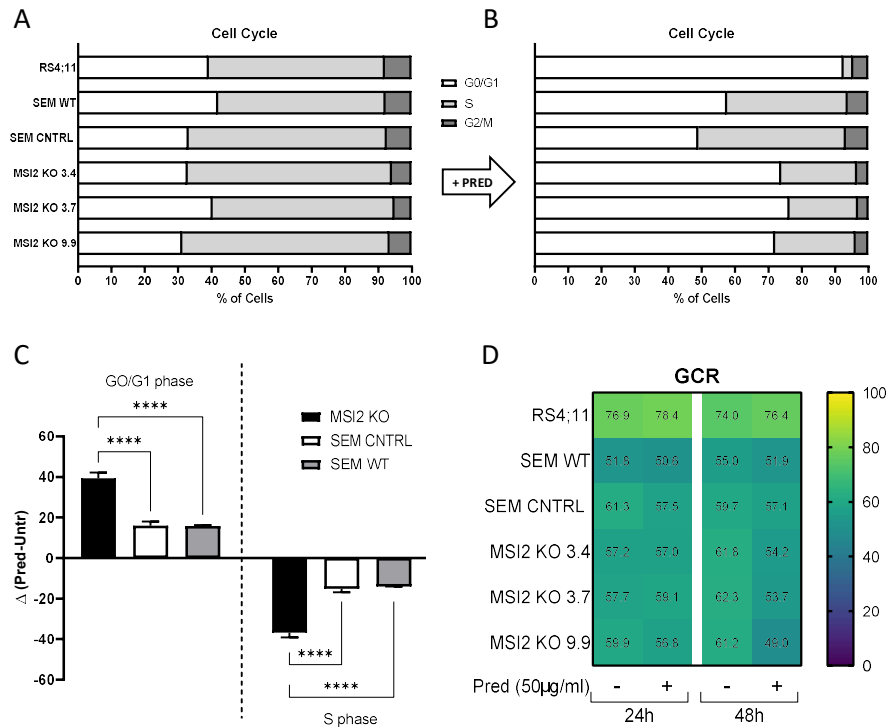 A
Cell Cycle
RS4;11
SEM WT
SEM CNTRL
MSI2 KO 3.4
MSI2 KO 3.7
MSI2 KO 9.9
0 10 20 30 40 50 60 70 80 90 100
% of Cells
G0/G1
S
G2/M
+ PRED
B
Cell Cycle
0 10 20 30 40 50 60 70 80 90 100
% of Cells
C
GO/G1 phase
****
****
MSI2 KO
SEM CNTRL
SEM WT
60
40
20
0
-20
-40
-60
Δ (Pred-Untr)
****
****
S phase
D
GCR
RS4;11 76.9 78.4 74.0 76.4
SEM WT 51.8 50.6 55.0 51.9
SEM CNTRL 61.3 57.5 59.7 57.1
MSI2 KO 3.4 57.2 57.0 61.8 54.2
MSI2 KO 3.7 57.7 59.1 62.3 53.7
MSI2 KO 9.9 59.9 55.8 61.2 49.0
100
80
60
40
20
0
Pred (50µg/ml) - + - +
24h 48h